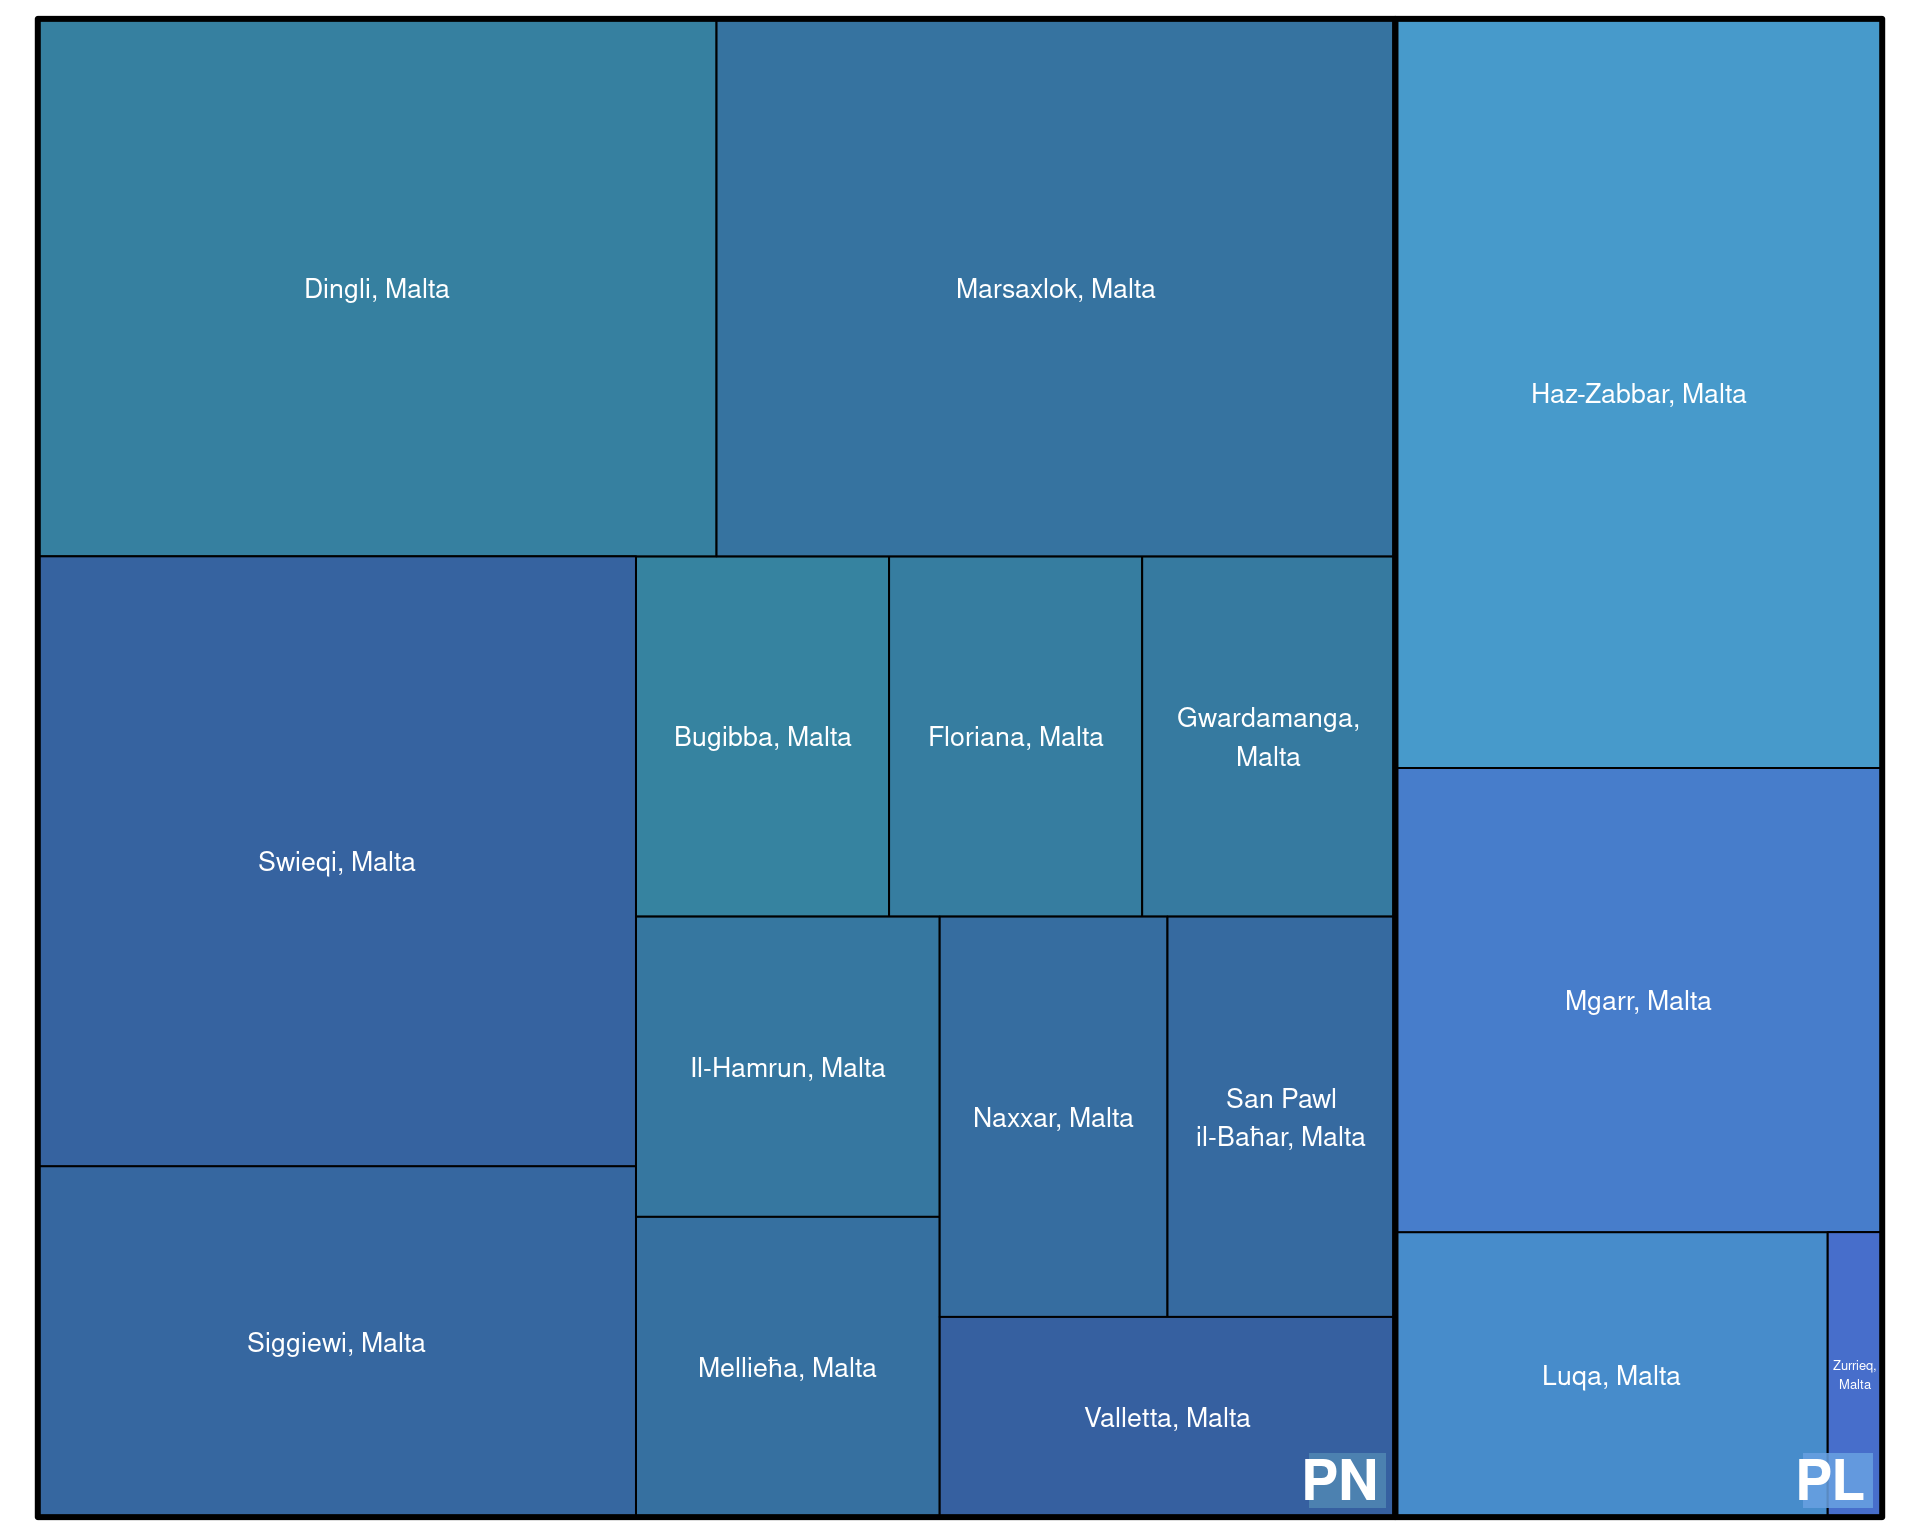 Dingli, Malta
Marsaxlok, Malta
Haz-Zabbar, Malta
Swieqi, Malta
Bugibba, Malta
Floriana, Malta
Gwardamanga,
Malta
Mgarr, Malta
Il-Hamrun, Malta
Naxxar, Malta
San Pawl
il-Baħar, Malta
Siggiewi, Malta
Mellieħa, Malta
Valletta, Malta
Luqa, Malta
Zurrieq,
Malta
PN
PL